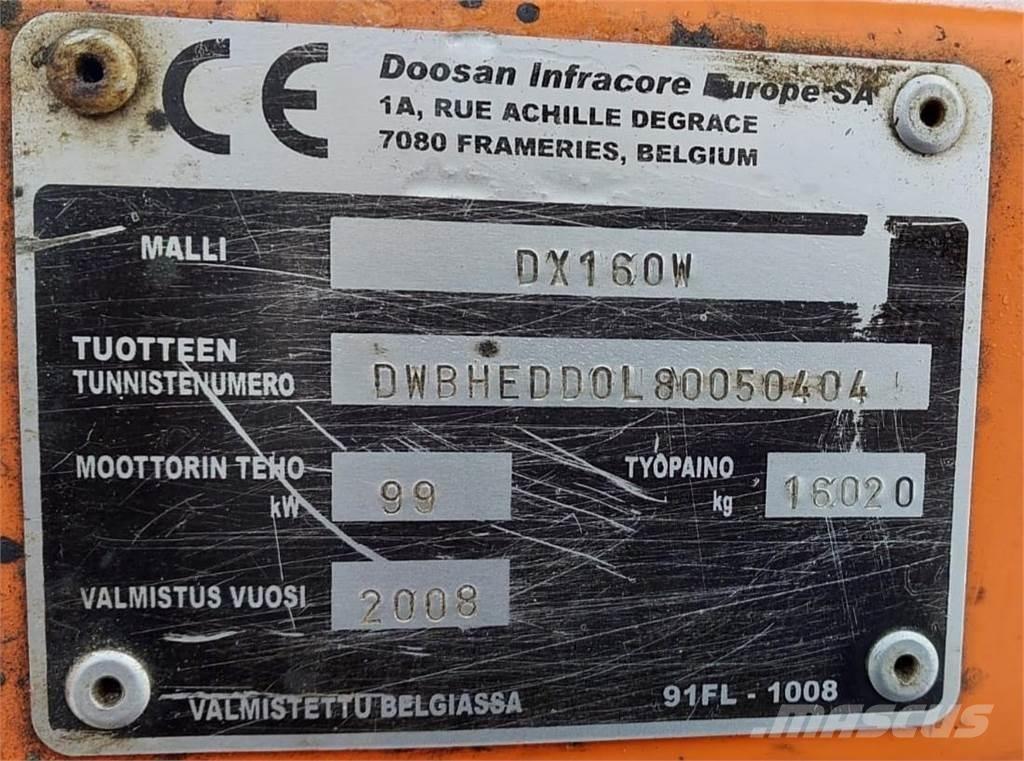 CE
Doosan Infracore Europe SA
1A, RUE ACHILLE DEGRACE
7080 FRAMERIES, BELGIUM
MALLI DX160W
TUOTTEEN
TUNNISTENUMERO DWBHEDD0L80050404
MOOTTORIN TEHO
kW 99
TYÖPAINO
kg 16020
VALMISTUS VUOSI 2008
VALMISTETTU BELGIASSA
91FL - 1008
MASCUS